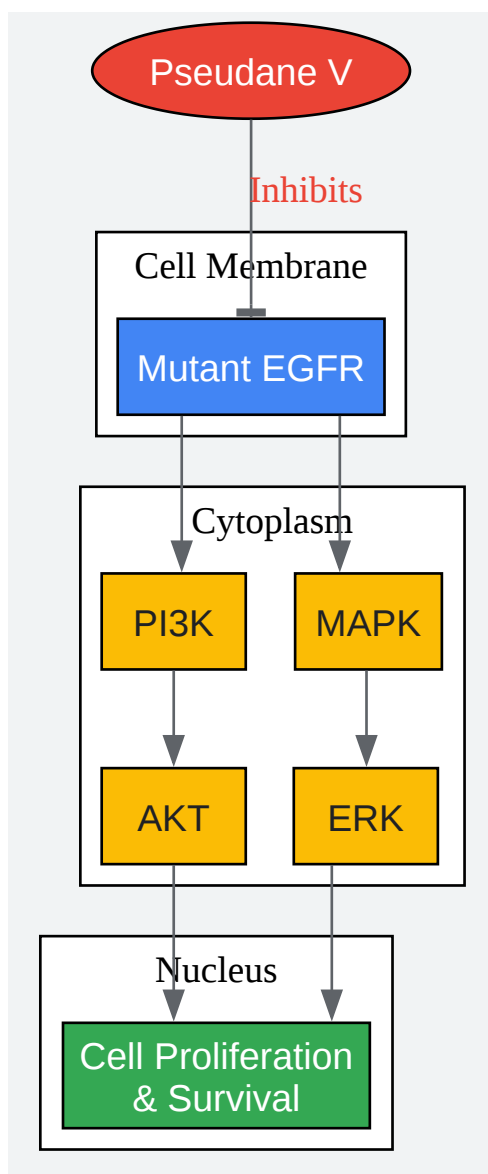 Pseudane V
Inhibits
Cell Membrane
Mutant EGFR
Cytoplasm
PI3K
MAPK
AKT
ERK
Nucleus
Cell Proliferation
& Survival